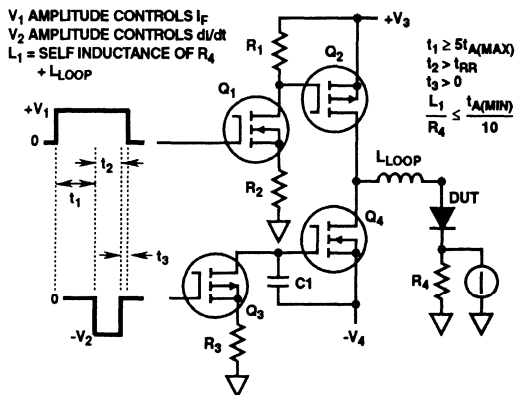 V1 AMPLITUDE CONTROLS IF
V2 AMPLITUDE CONTROLS di/dt
L1 = SELF INDUCTANCE OF R4
+ LLOOP
+V3
t1 ≥ 5tA(MAX)
t2 > tRR
t3 > 0
L1/R4 ≤ tA(MIN)/10
R1
Q2
Q1
+V1
0
t2
t1
R2
LLOOP
DUT
Q4
t3
C1
R4
0
-V2
Q3
R3
-V4